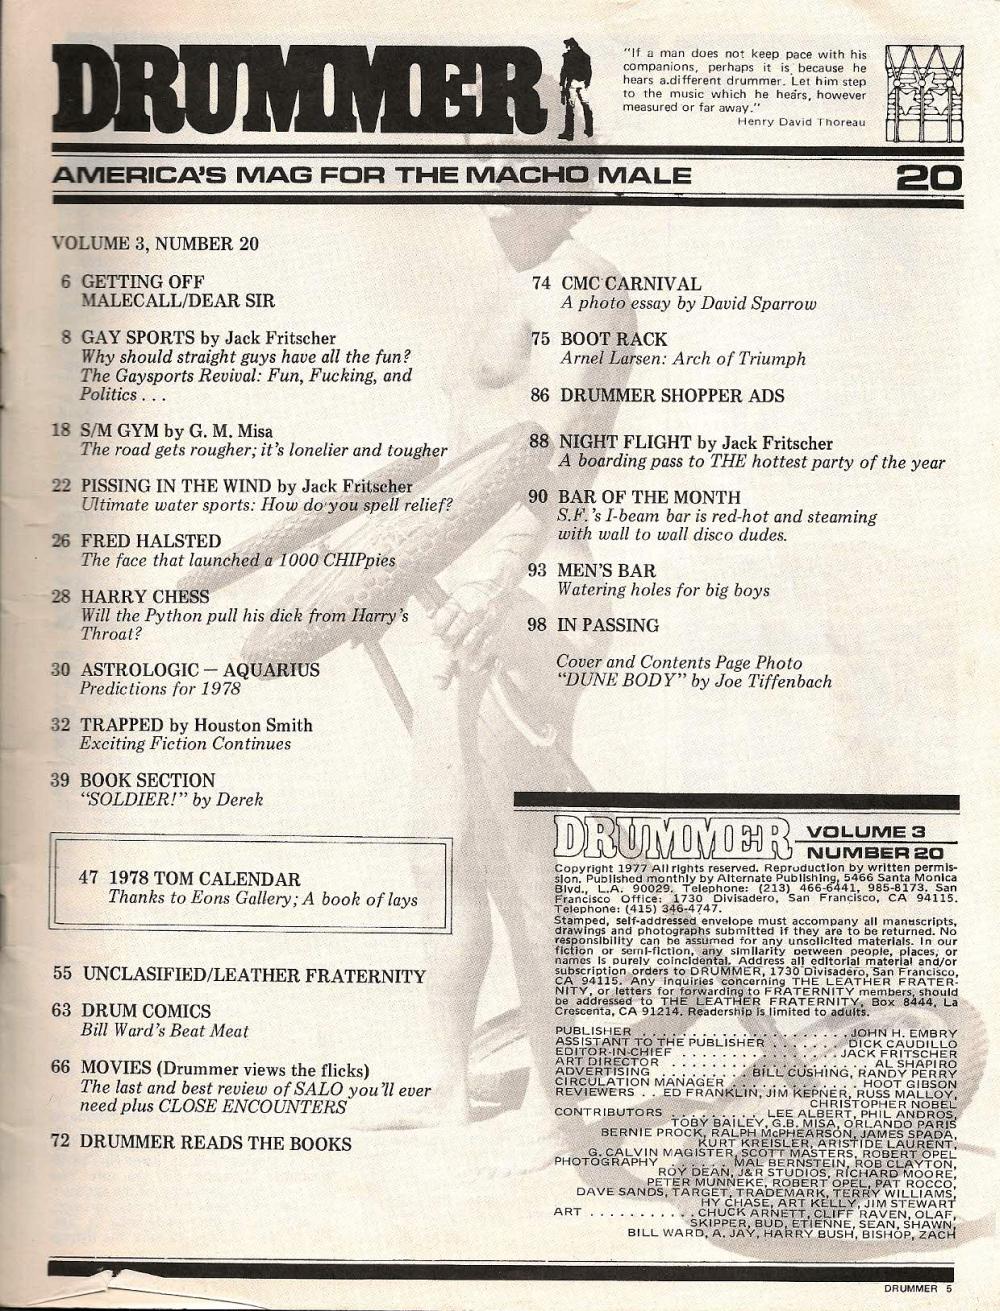 DRUMMER
"If a man does not keep pace with his
companions, perhaps it is because he
hears a different drummer. Let him step
to the music which he hears, however
measured or far away."
Henry David Thoreau
AMERICA'S MAG FOR THE MACHO MALE
20
VOLUME 3, NUMBER 20
6 GETTING OFF
MALECALL/DEAR SIR
8 GAY SPORTS by Jack Fritscher
Why should straight guys have all the fun?
The Gaysports Revival: Fun, Fucking, and
Politics . . .
18 S/M GYM by G. M. Misa
The road gets rougher; it's lonelier and tougher
22 PISSING IN THE WIND by Jack Fritscher
Ultimate water sports: How do you spell relief?
26 FRED HALSTED
The face that launched a 1000 CHIPpies
28 HARRY CHESS
Will the Python pull his dick from Harry's
Throat?
30 ASTROLOGIC — AQUARIUS
Predictions for 1978
32 TRAPPED by Houston Smith
Exciting Fiction Continues
39 BOOK SECTION
"SOLDIER!" by Derek
47 1978 TOM CALENDAR
Thanks to Eons Gallery; A book of lays
55 UNCLASIFIED/LEATHER FRATERNITY
63 DRUM COMICS
Bill Ward's Beat Meat
66 MOVIES (Drummer views the flicks)
The last and best review of SALO you'll ever
need plus CLOSE ENCOUNTERS
72 DRUMMER READS THE BOOKS
74 CMC CARNIVAL
A photo essay by David Sparrow
75 BOOT RACK
Arnel Larsen: Arch of Triumph
86 DRUMMER SHOPPER ADS
88 NIGHT FLIGHT by Jack Fritscher
A boarding pass to THE hottest party of the year
90 BAR OF THE MONTH
S.F.'s I-beam bar is red-hot and steaming
with wall to wall disco dudes.
93 MEN'S BAR
Watering holes for big boys
98 IN PASSING
Cover and Contents Page Photo
"DUNE BODY" by Joe Tiffenbach
DRUMMER
VOLUME 3
NUMBER 20
Copyright 1977 All rights reserved. Reproduction by written permis-
sion. Published monthly by Alternate Publishing, 5466 Santa Monica
Blvd., L.A. 90029. Telephone: (213) 466-6441, 985-8173. San
Francisco Office: 1730 Divisadero, San Francisco, CA 94115.
Telephone: (415) 346-4747.
Stamped, self-addressed envelope must accompany all manuscripts,
drawings and photographs submitted if they are to be returned. No
responsibility can be assumed for any unsolicited materials. In our
fiction or semi-fiction, any similarity between people, places, or
names is purely coincidental. Address all editorial material and/or
subscription orders to DRUMMER, 1730 Divisadero, San Francisco,
CA 94115. Any inquiries concerning THE LEATHER FRATER-
NITY, or letters for forwarding to FRATERNITY members, should
be addressed to THE LEATHER FRATERNITY, Box 8444, La
Crescenta, CA 91214. Readership is limited to adults.
PUBLISHER . . . . . . . . . . JOHN H. EMBRY
ASSISTANT TO THE PUBLISHER . . . . . . . . DICK CAUDILLO
EDITOR-IN-CHIEF . . . . . . . . . . JACK FRITSCHER
ART DIRECTOR . . . . . . . . . . AL SHAPIRO
ADVERTISING . . . . . . . . BILL CUSHING, RANDY PERRY
CIRCULATION MANAGER . . . . . . . . . . HOOT GIBSON
REVIEWERS . . ED FRANKLIN, JIM KEPNER, RUSS MALLOY,
CHRISTOPHER NOBEL
CONTRIBUTORS . . . . . . . . LEE ALBERT, PHIL ANDROS,
TOBY BAILEY, G.B. MISA, ORLANDO PARIS
BERNIE PROCK, RALPH McPHEARSON, JAMES SPADA,
KURT KREISLER, ARISTIDE LAURENT,
G. CALVIN MAGISTER, SCOTT MASTERS, ROBERT OPEL
PHOTOGRAPHY . . . . . . MAL BERNSTEIN, ROB CLAYTON,
ROY DEAN, J&R STUDIOS, RICHARD MOORE,
PETER MUNNEKE, ROBERT OPEL, PAT ROCCO,
DAVE SANDS, TARGET, TRADEMARK, TERRY WILLIAMS,
HY CHASE, ART KELLY, JIM STEWART
ART . . . . . . . . . . CHUCK ARNETT, CLIFF RAVEN, OLAF,
SKIPPER, BUD, ETIENNE, SEAN, SHAWN,
BILL WARD, A. JAY, HARRY BUSH, BISHOP, ZACH
DRUMMER 5